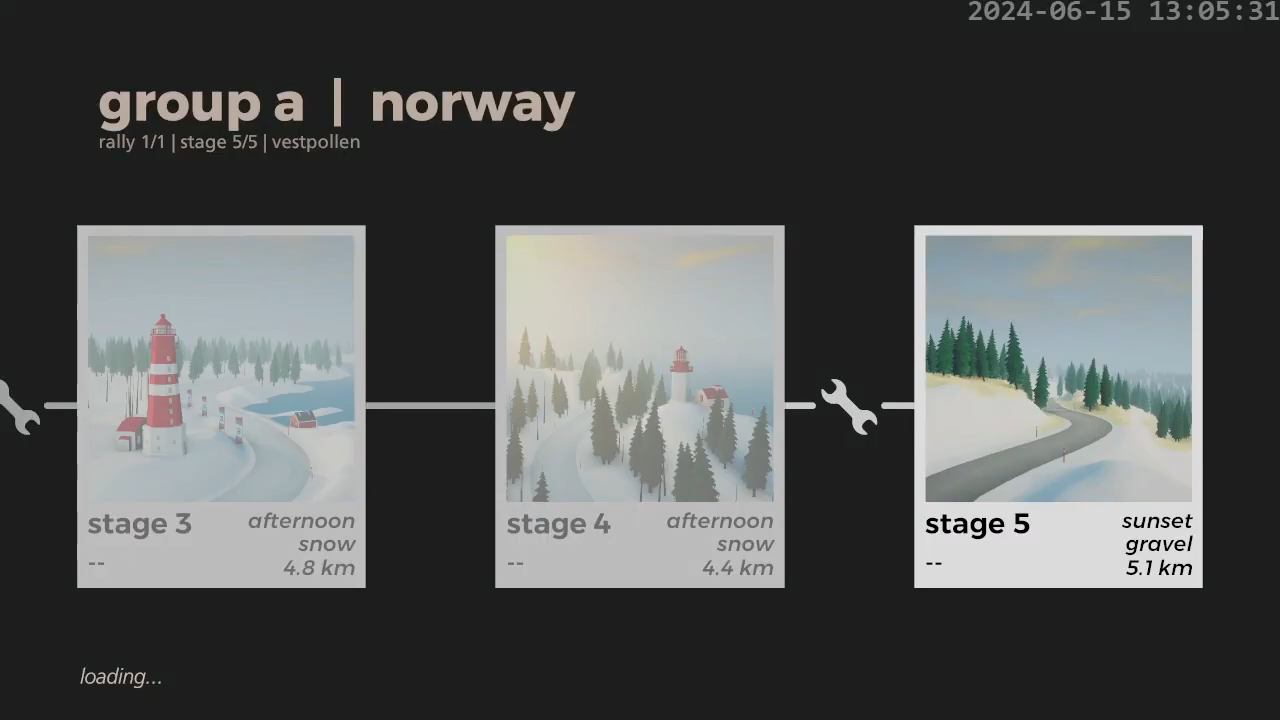 2024-06-15 13:05:31
group a | norway
rally 1/1 | stage 5/5 | vestpollen
stage 3
afternoon
snow
--
4.8 km
stage 4
afternoon
snow
--
4.4 km
stage 5
sunset
gravel
--
5.1 km
loading...